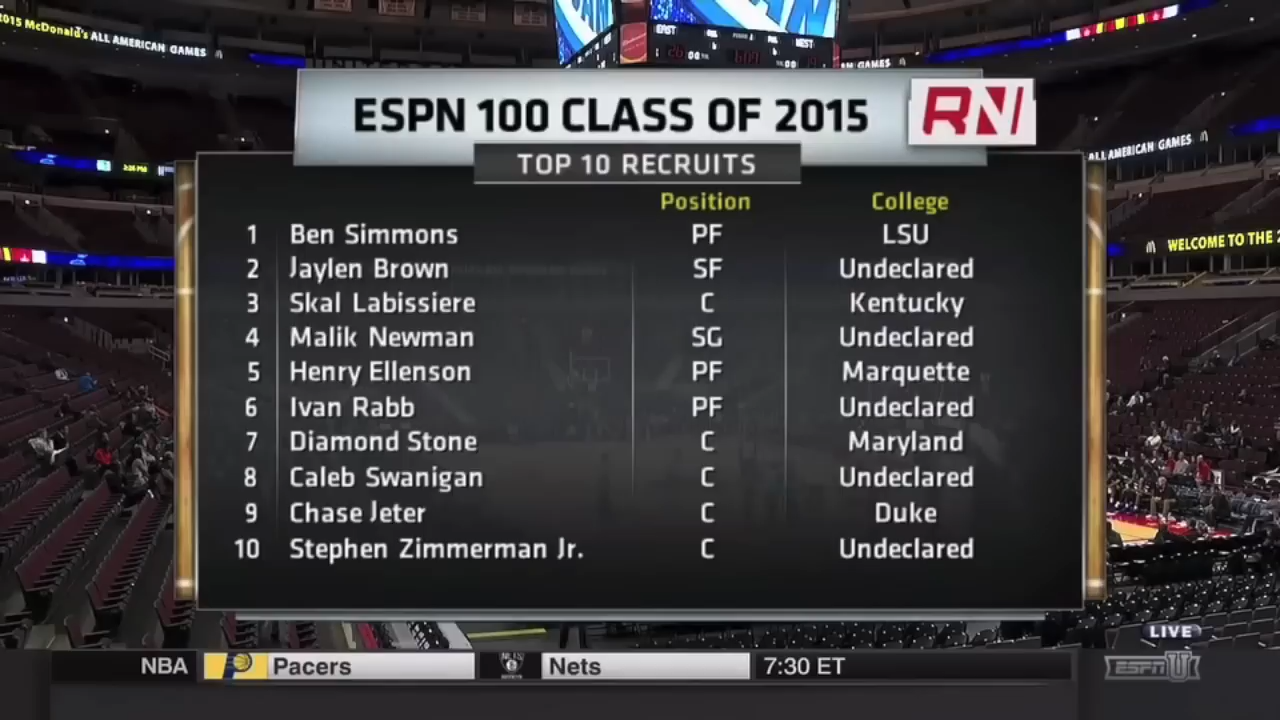 2015 McDonald's ALL AMERICAN GAMES
EAST
WEST
GAMES
ALL AMERICAN GAMES
WELCOME TO THE 2
ESPN 100 CLASS OF 2015
RN
TOP 10 RECRUITS
Position College
1 Ben Simmons PF LSU
2 Jaylen Brown SF Undeclared
3 Skal Labissiere C Kentucky
4 Malik Newman SG Undeclared
5 Henry Ellenson PF Marquette
6 Ivan Rabb PF Undeclared
7 Diamond Stone C Maryland
8 Caleb Swanigan C Undeclared
9 Chase Jeter C Duke
10 Stephen Zimmerman Jr. C Undeclared
LIVE
NBA Pacers Nets 7:30 ET
ESPNU